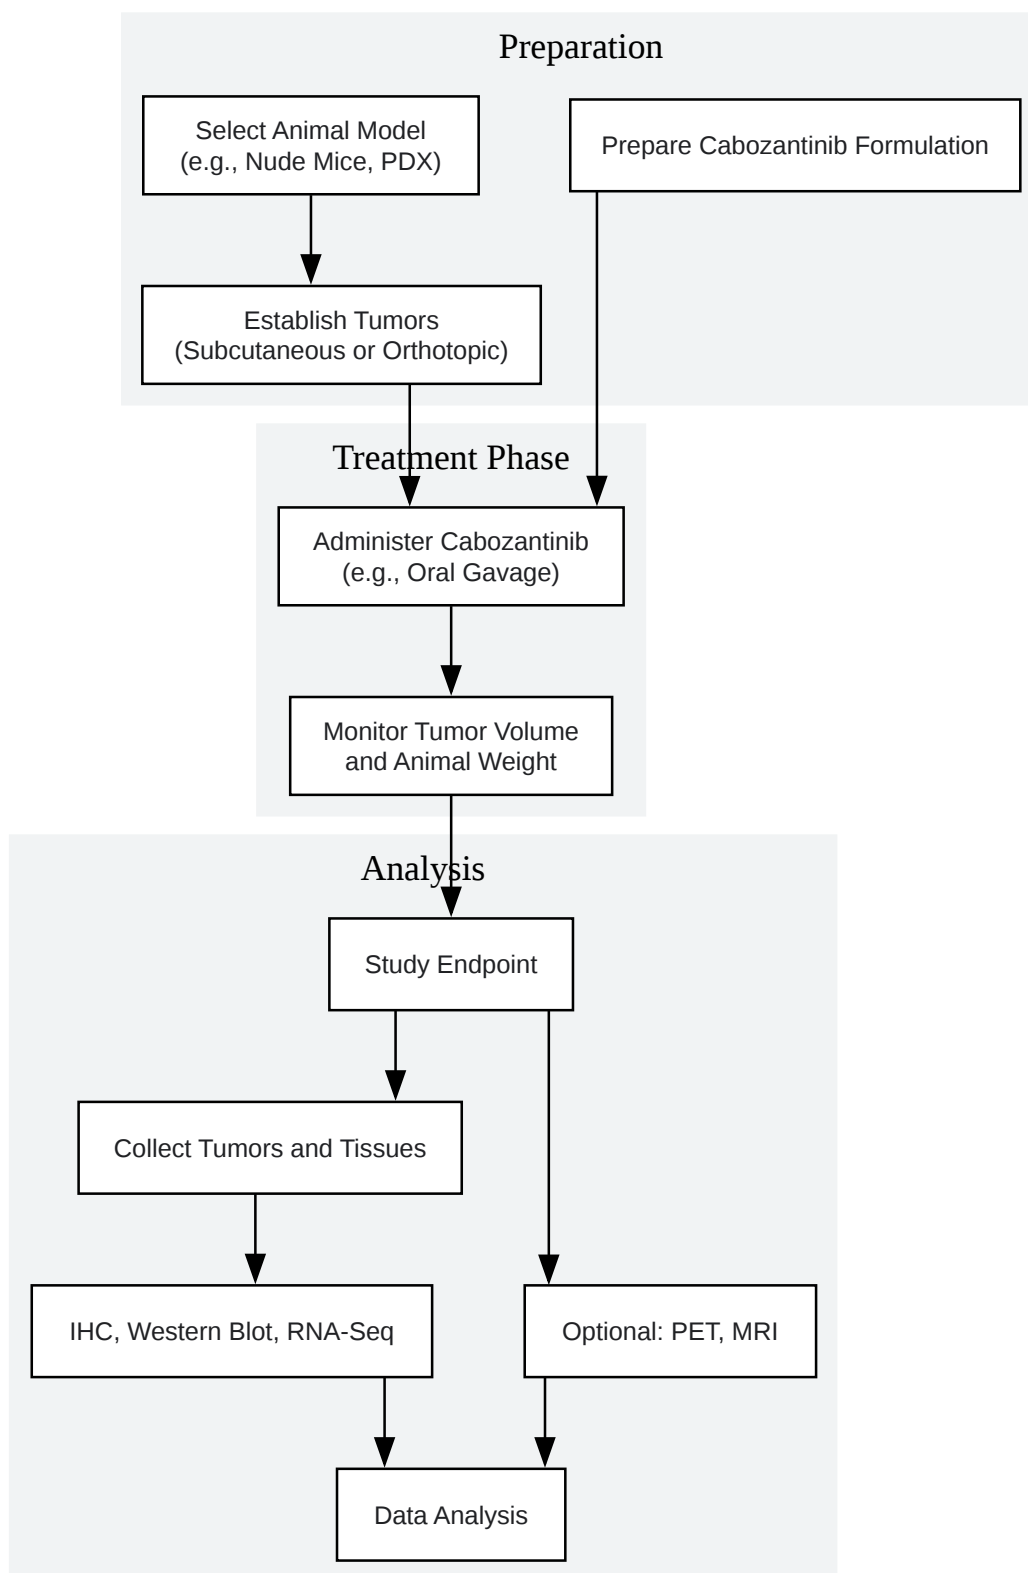 Preparation
Select Animal Model
(e.g., Nude Mice, PDX)
Prepare Cabozantinib Formulation
Establish Tumors
(Subcutaneous or Orthotopic)
Treatment Phase
Administer Cabozantinib
(e.g., Oral Gavage)
Monitor Tumor Volume
and Animal Weight
Analysis
Study Endpoint
Collect Tumors and Tissues
IHC, Western Blot, RNA-Seq
Optional: PET, MRI
Data Analysis